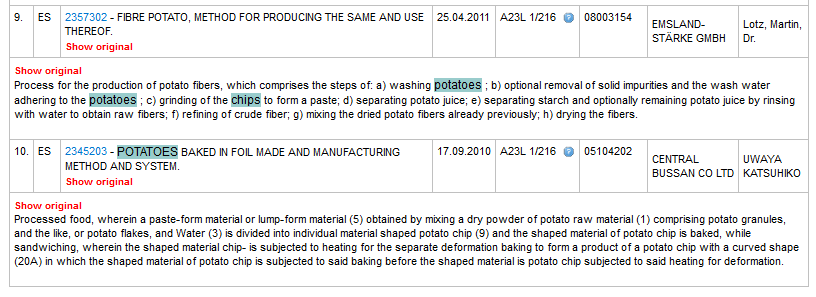 9. ES 2357302 - FIBRE POTATO, METHOD FOR PRODUCING THE SAME AND USE 25.04.2011 A23L 1/216 ? 08003154 EMSLAND- Lotz, Martin,
THEREOF. STÄRKE GMBH Dr.
Show original
Show original
Process for the production of potato fibers, which comprises the steps of: a) washing potatoes ; b) optional removal of solid impurities and the wash water
adhering to the potatoes ; c) grinding of the chips to form a paste; d) separating potato juice; e) separating starch and optionally remaining potato juice by rinsing
with water to obtain raw fibers; f) refining of crude fiber; g) mixing the dried potato fibers already previously; h) drying the fibers.
10. ES 2345203 - POTATOES BAKED IN FOIL MADE AND MANUFACTURING 17.09.2010 A23L 1/216 ? 05104202 CENTRAL UWAYA
METHOD AND SYSTEM. BUSSAN CO LTD KATSUHIKO
Show original
Show original
Processed food, wherein a paste-form material or lump-form material (5) obtained by mixing a dry powder of potato raw material (1) comprising potato granules,
and the like, or potato flakes, and Water (3) is divided into individual material shaped potato chip (9) and the shaped material of potato chip is baked, while
sandwiching, wherein the shaped material chip- is subjected to heating for the separate deformation baking to form a product of a potato chip with a curved shape
(20A) in which the shaped material of potato chip is subjected to said baking before the shaped material is potato chip subjected to said heating for deformation.